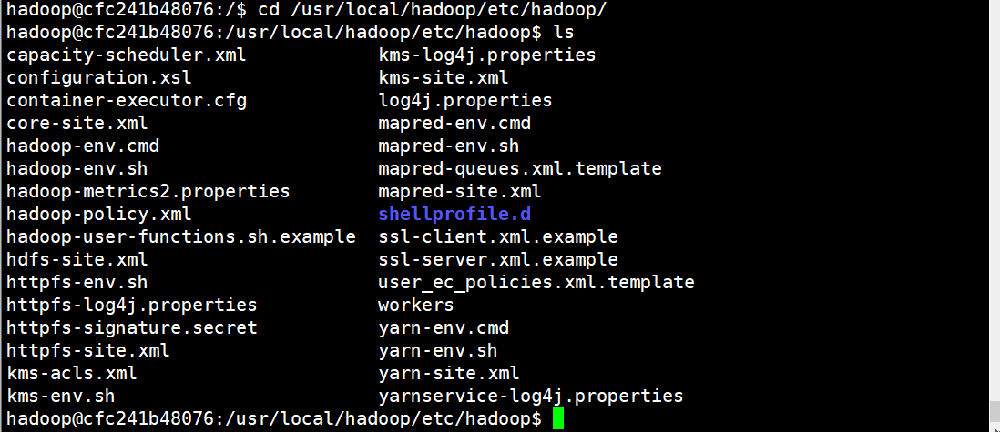 hadoop@cfc241b48076:/$ cd /usr/local/hadoop/etc/hadoop/
hadoop@cfc241b48076:/usr/local/hadoop/etc/hadoop$ ls
capacity-scheduler.xml            kms-log4j.properties
configuration.xsl                 kms-site.xml
container-executor.cfg            log4j.properties
core-site.xml                     mapred-env.cmd
hadoop-env.cmd                    mapred-env.sh
hadoop-env.sh                     mapred-queues.xml.template
hadoop-metrics2.properties        mapred-site.xml
hadoop-policy.xml                 shellprofile.d
hadoop-user-functions.sh.example  ssl-client.xml.example
hdfs-site.xml                     ssl-server.xml.example
httpfs-env.sh                     user_ec_policies.xml.template
httpfs-log4j.properties           workers
httpfs-signature.secret           yarn-env.cmd
httpfs-site.xml                   yarn-env.sh
kms-acls.xml                      yarn-site.xml
kms-env.sh                        yarnservice-log4j.properties
hadoop@cfc241b48076:/usr/local/hadoop/etc/hadoop$